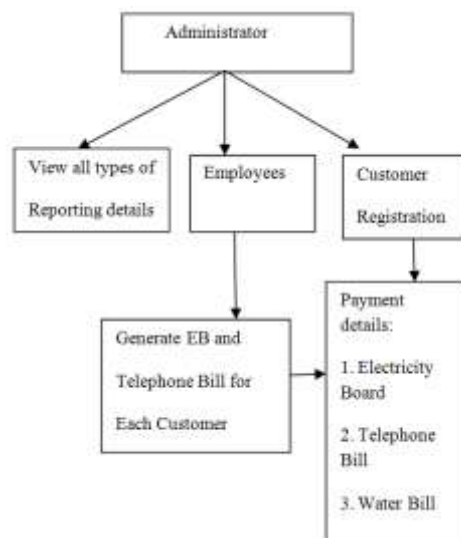 Administrator
View all types of
Reporting details
Employees
Customer
Registration
Generate EB and
Telephone Bill for
Each Customer
Payment
details:
1. Electricity
Board
2. Telephone
Bill
3. Water Bill